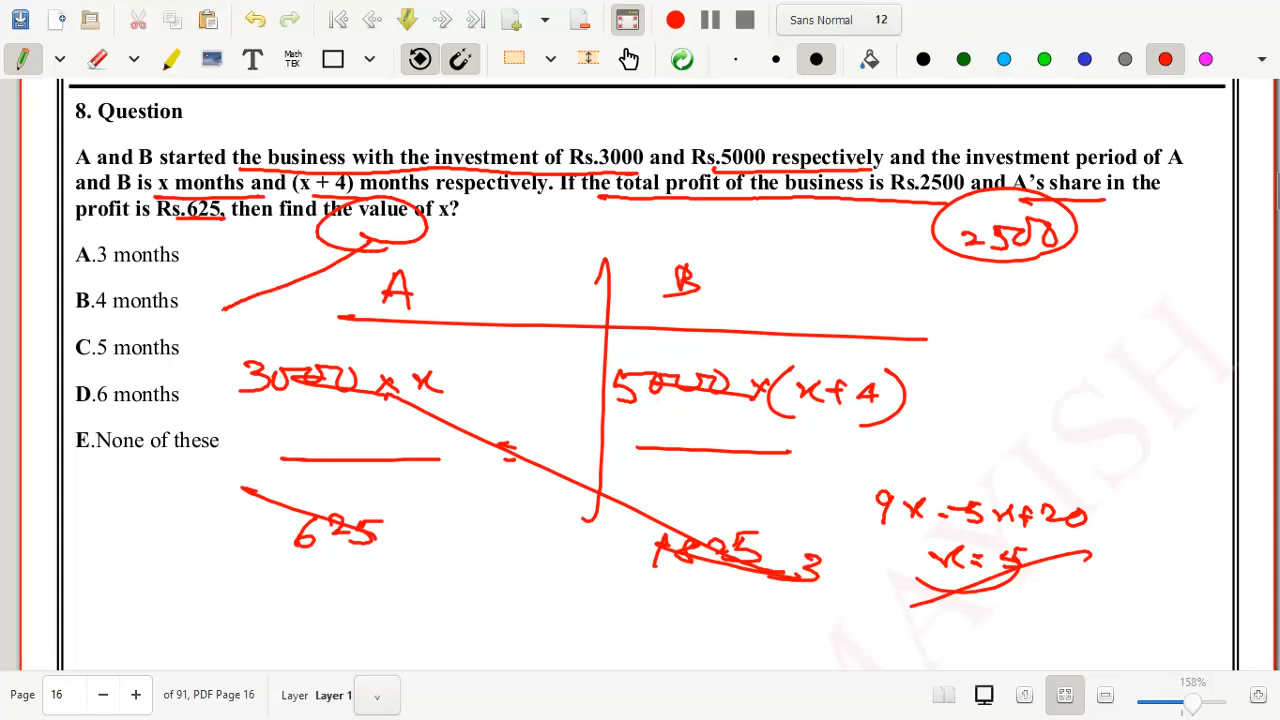 Sans Normal 12
Math
TEX
8. Question
A and B started the business with the investment of Rs.3000 and Rs.5000 respectively and the investment period of A
and B is x months and (x + 4) months respectively. If the total profit of the business is Rs.2500 and A's share in the
profit is Rs.625, then find the value of x?
2500
A.3 months
A B
B.4 months
C.5 months
3000 × x 5000 × (x + 4)
D.6 months
E.None of these
=
9x = 5x + 20
625 1875 3
x = 5
Page 16 of 91, PDF Page 16 Layer Layer 1 158%